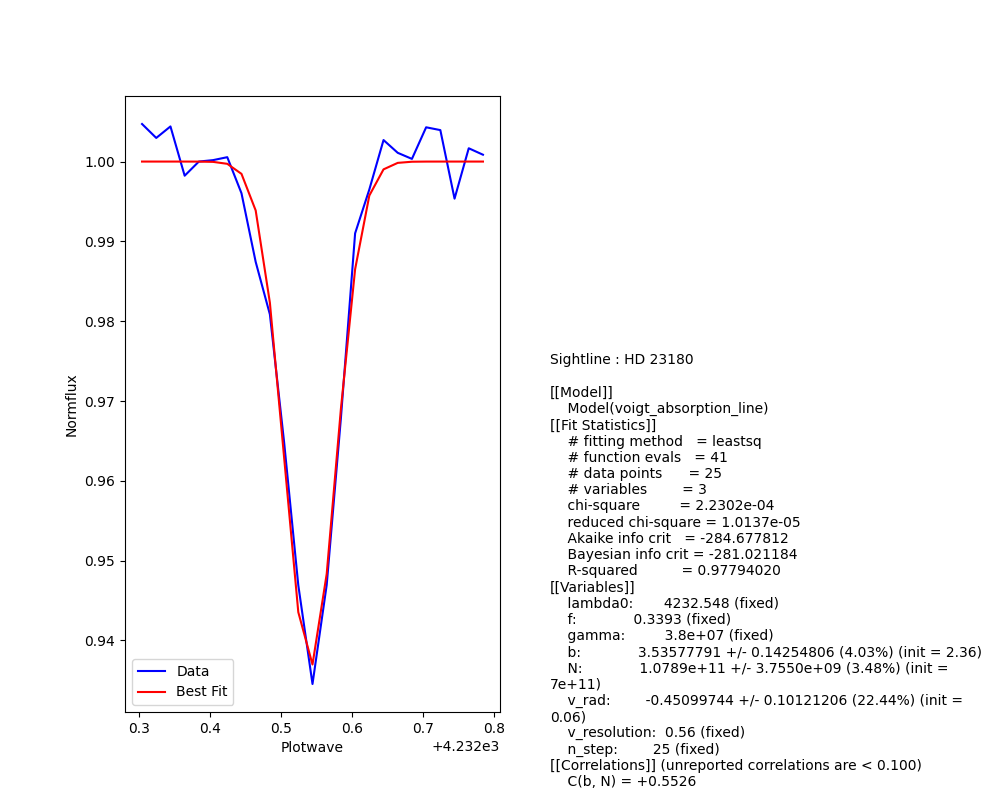 1.00
0.99
0.98
0.97
0.96
0.95
0.94
Normflux
Data
Best Fit
0.3 0.4 0.5 0.6 0.7 0.8
Plotwave
+4.232e3
Sightline : HD 23180
[[Model]]
Model(voigt_absorption_line)
[[Fit Statistics]]
# fitting method = leastsq
# function evals = 41
# data points = 25
# variables = 3
chi-square = 2.2302e-04
reduced chi-square = 1.0137e-05
Akaike info crit = -284.677812
Bayesian info crit = -281.021184
R-squared = 0.97794020
[[Variables]]
lambda0: 4232.548 (fixed)
f: 0.3393 (fixed)
gamma: 3.8e+07 (fixed)
b: 3.53577791 +/- 0.14254806 (4.03%) (init = 2.36)
N: 1.0789e+11 +/- 3.7550e+09 (3.48%) (init =
7e+11)
v_rad: -0.45099744 +/- 0.10121206 (22.44%) (init =
0.06)
v_resolution: 0.56 (fixed)
n_step: 25 (fixed)
[[Correlations]] (unreported correlations are < 0.100)
C(b, N) = +0.5526